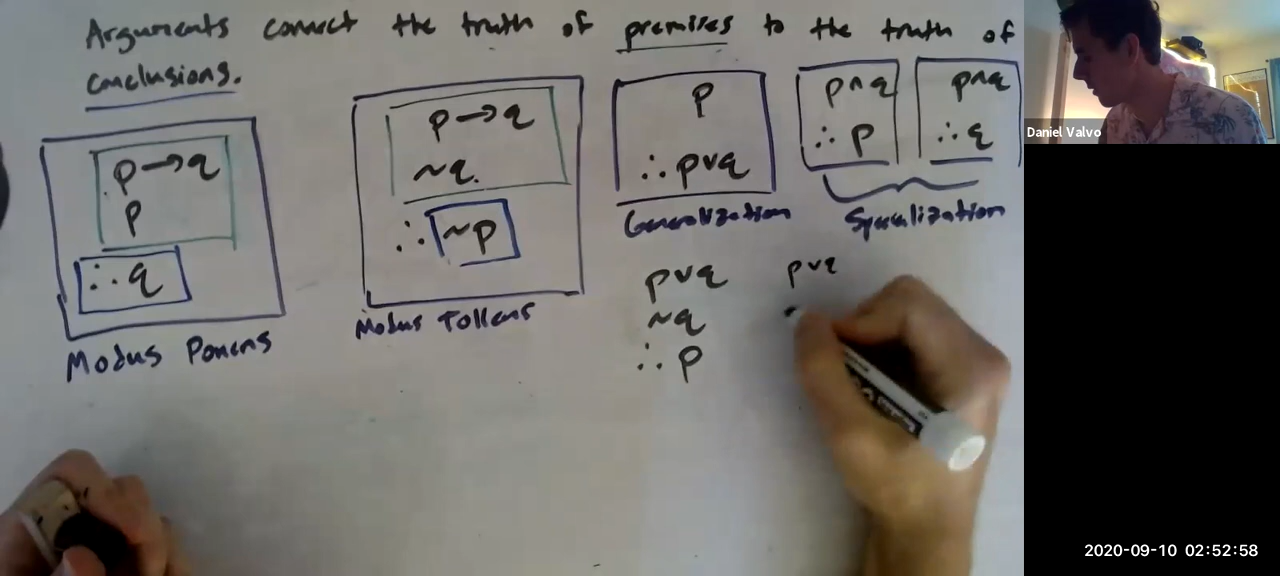 Arguments connect the truth of premises to the truth of
conclusions.
p→q
p
∴ q
Modus Ponens
p→q
~q
∴ ~p
Modus Tollens
p
∴ p∨q
Generalization
p∧q
∴ p
p∧q
∴ q
Specialization
p∨q
~q
∴ p
p∨q
Daniel Valvo
2020-09-10 02:52:58